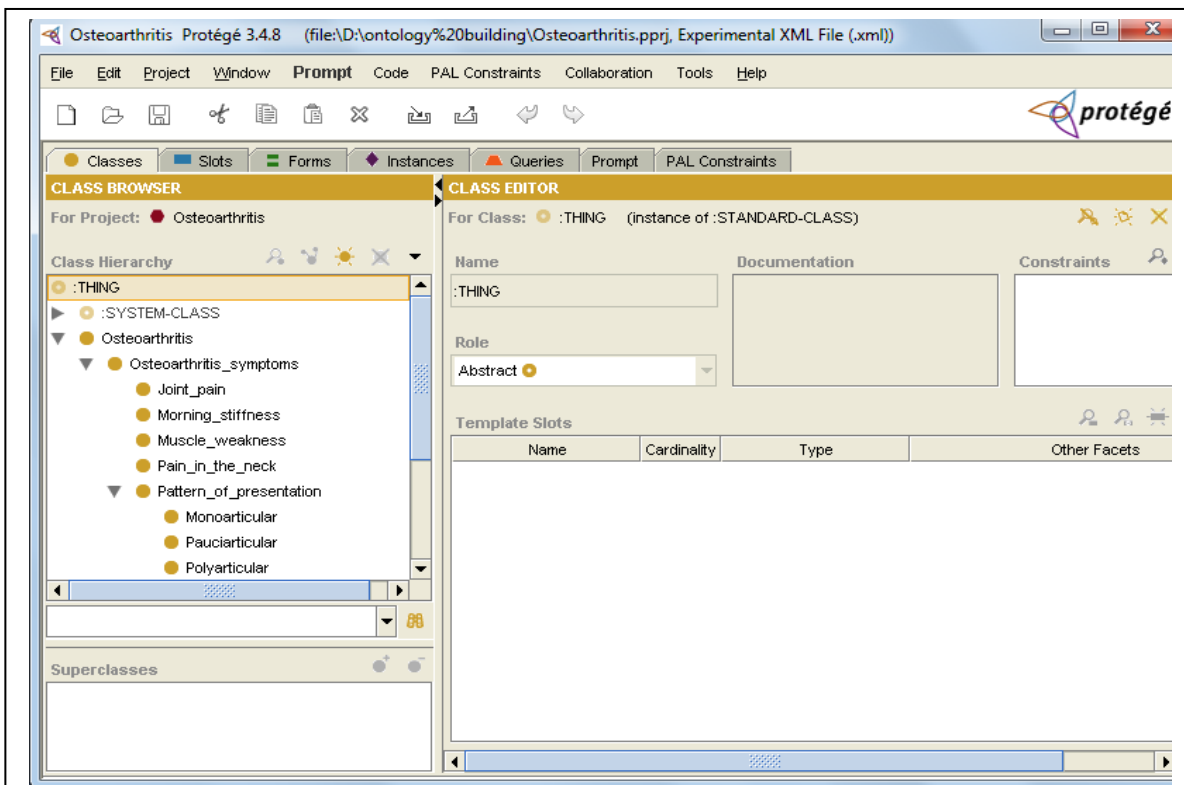 Osteoarthritis Protégé 3.4.8 (file:\D:\ontology%20building\Osteoarthritis.pprj, Experimental XML File (.xml))
File Edit Project Window Prompt Code PAL Constraints Collaboration Tools Help
protégé
Classes Slots Forms Instances Queries Prompt PAL Constraints
CLASS BROWSER
For Project: Osteoarthritis
Class Hierarchy
:THING
:SYSTEM-CLASS
Osteoarthritis
Osteoarthritis_symptoms
Joint_pain
Morning_stiffness
Muscle_weakness
Pain_in_the_neck
Pattern_of_presentation
Monoarticular
Pauciarticular
Polyarticular
Superclasses
CLASS EDITOR
For Class: :THING (instance of :STANDARD-CLASS)
Name Documentation Constraints
:THING
Role
Abstract
Template Slots
Name Cardinality Type Other Facets